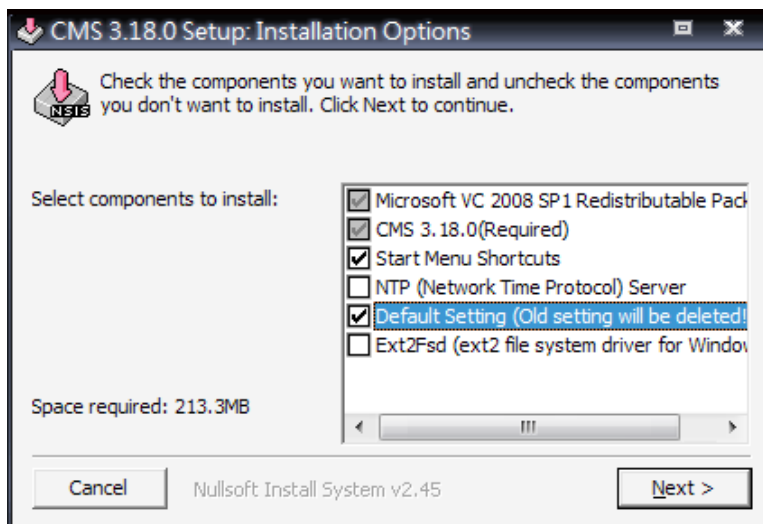 CMS 3.18.0 Setup: Installation Options
Check the components you want to install and uncheck the components
you don't want to install. Click Next to continue.
NSIS
Select components to install:
Microsoft VC 2008 SP1 Redistributable Pack
CMS 3.18.0(Required)
Start Menu Shortcuts
NTP (Network Time Protocol) Server
Default Setting (Old setting will be deleted!
Ext2Fsd (ext2 file system driver for Window
Space required: 213.3MB
Cancel
Nullsoft Install System v2.45
Next >